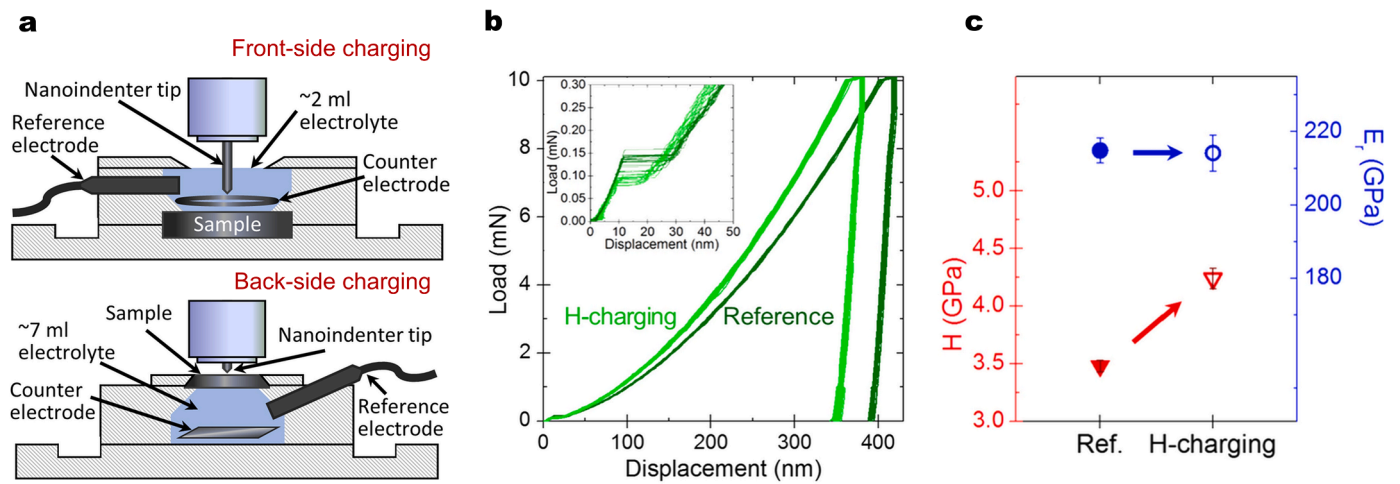 a
Front-side charging
Nanoindenter tip
~2 ml
electrolyte
Reference
electrode
Counter
electrode
Sample
Back-side charging
Sample
~7 ml
electrolyte
Nanoindenter tip
Counter
electrode
Reference
electrode
b
10
8
6
4
2
0
Load (mN)
0
100
200
300
400
Displacement (nm)
0.30
0.25
0.20
0.15
0.10
0.05
0.00
Load (mN)
0
10
20
30
40
50
Displacement (nm)
H-charging
Reference
c
5.0
4.5
4.0
3.5
3.0
H (GPa)
220
200
180
E_r (GPa)
Ref.
H-charging